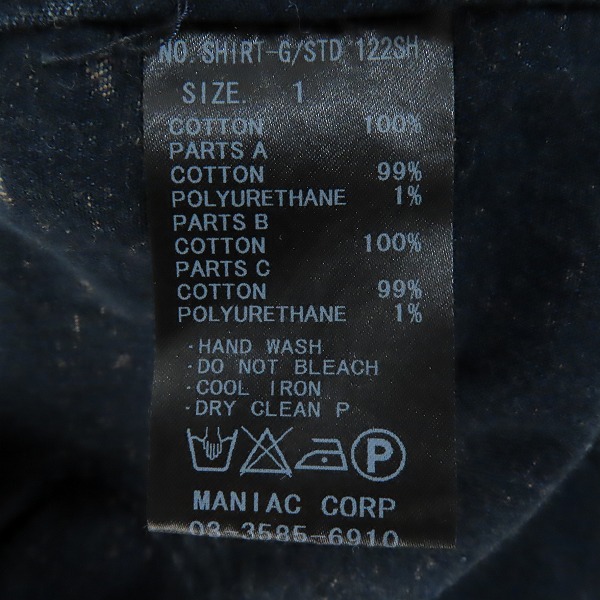 NO. SHIRT-G/STD 122SH
SIZE. 1
COTTON 100%
PARTS A
COTTON 99%
POLYURETHANE 1%
PARTS B
COTTON 100%
PARTS C
COTTON 99%
POLYURETHANE 1%
·HAND WASH
·DO NOT BLEACH
·COOL IRON
·DRY CLEAN P
P
MANIAC CORP
03-3585-6910